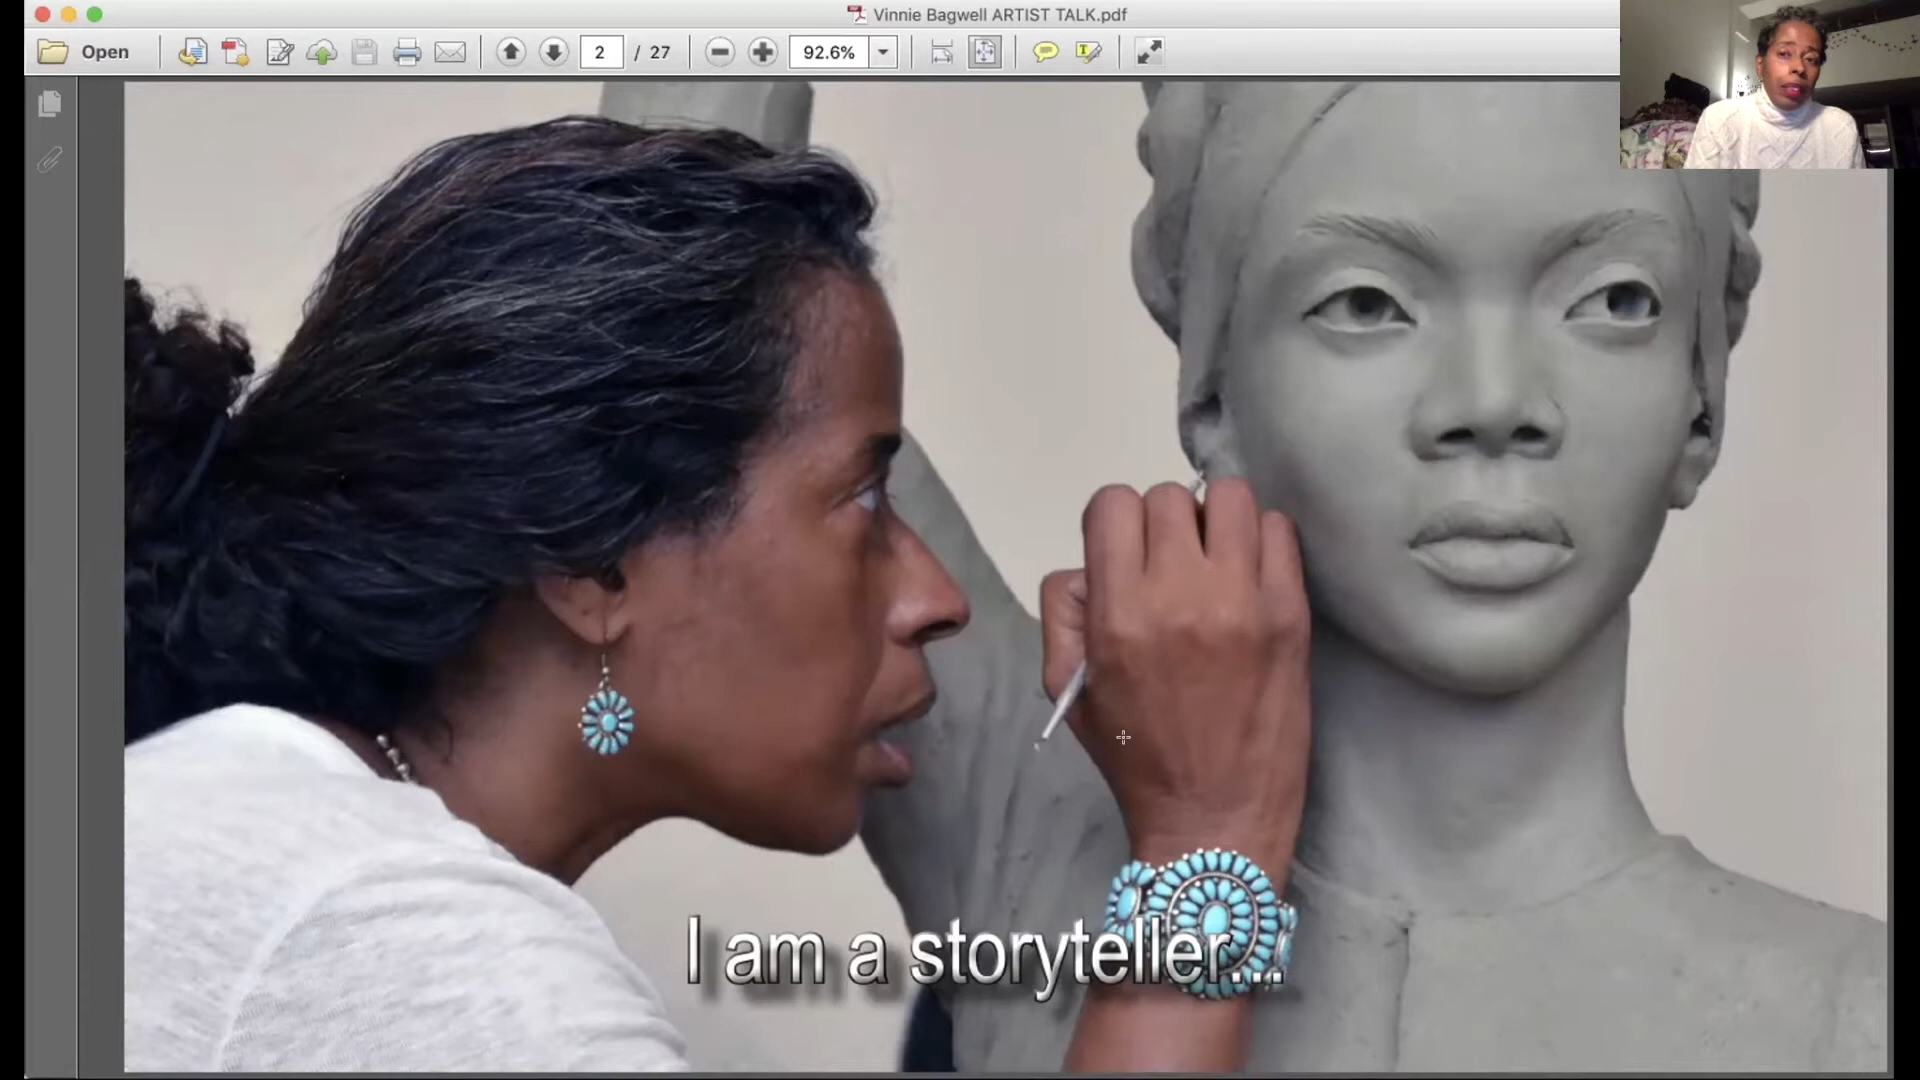 Vinnie Bagwell ARTIST TALK.pdf
Open
2 / 27
92.6%
T
I am a storyteller...